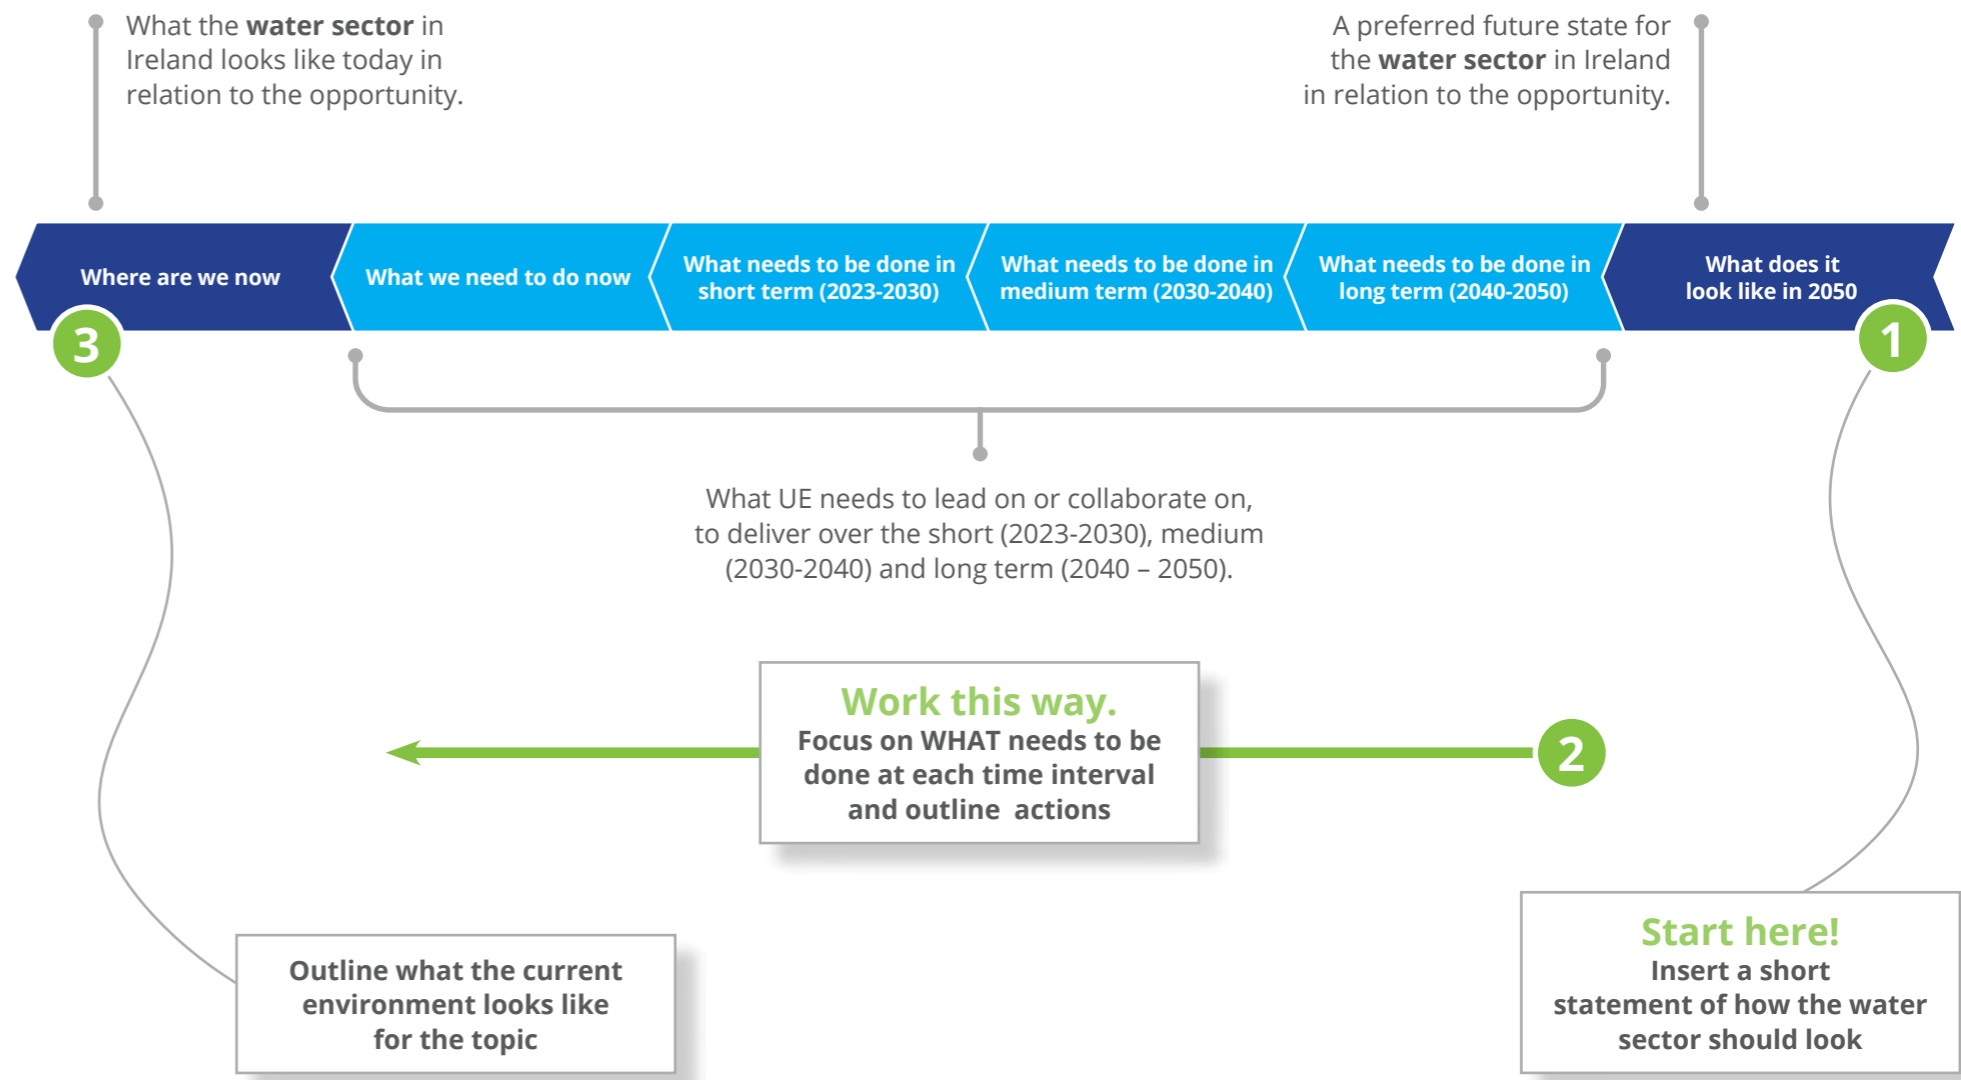 What the water sector in
Ireland looks like today in
relation to the opportunity.
A preferred future state for
the water sector in Ireland
in relation to the opportunity.
Where are we now
What we need to do now
What needs to be done in
short term (2023-2030)
What needs to be done in
medium term (2030-2040)
What needs to be done in
long term (2040-2050)
What does it
look like in 2050
3
1
What UE needs to lead on or collaborate on,
to deliver over the short (2023-2030), medium
(2030-2040) and long term (2040 – 2050).
Work this way.
Focus on WHAT needs to be
done at each time interval
and outline actions
2
Outline what the current
environment looks like
for the topic
Start here!
Insert a short
statement of how the water
sector should look